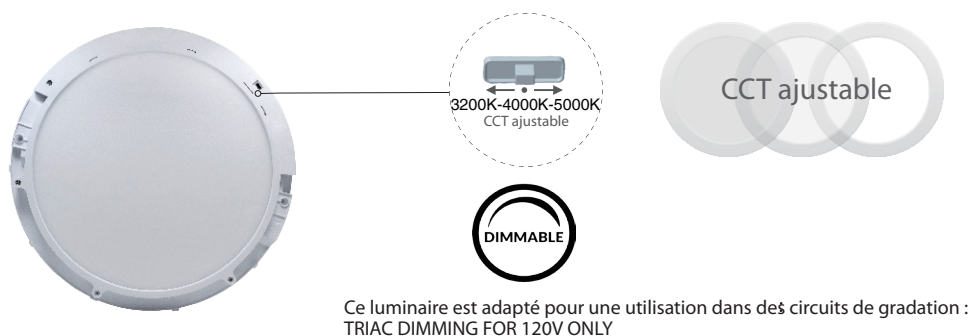 3200K-4000K-5000K
CCT ajustable
CCT ajustable
DIMMABLE
Ce luminaire est adapté pour une utilisation dans des circuits de gradation :
TRIAC DIMMING FOR 120V ONLY